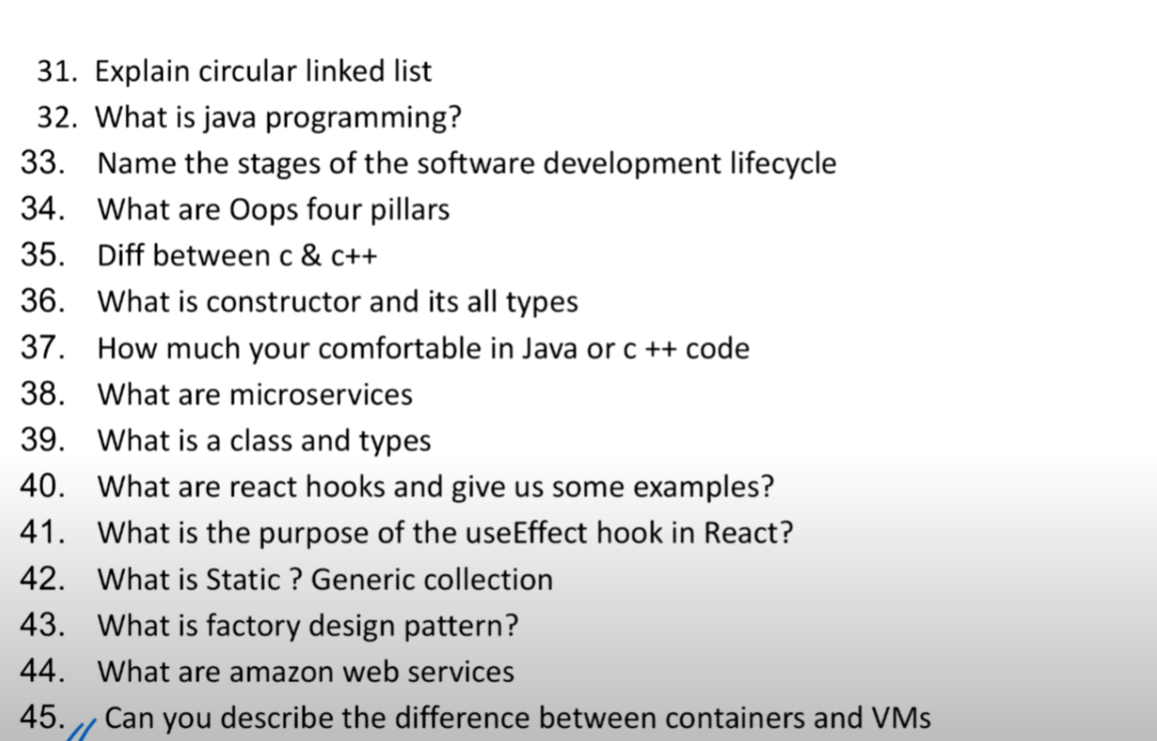 31. Explain circular linked list
32. What is java programming?
33. Name the stages of the software development lifecycle
34. What are Oops four pillars
35. Diff between c & c++
36. What is constructor and its all types
37. How much your comfortable in Java or c ++ code
38. What are microservices
39. What is a class and types
40. What are react hooks and give us some examples?
41. What is the purpose of the useEffect hook in React?
42. What is Static ? Generic collection
43. What is factory design pattern?
44. What are amazon web services
45. Can you describe the difference between containers and VMs